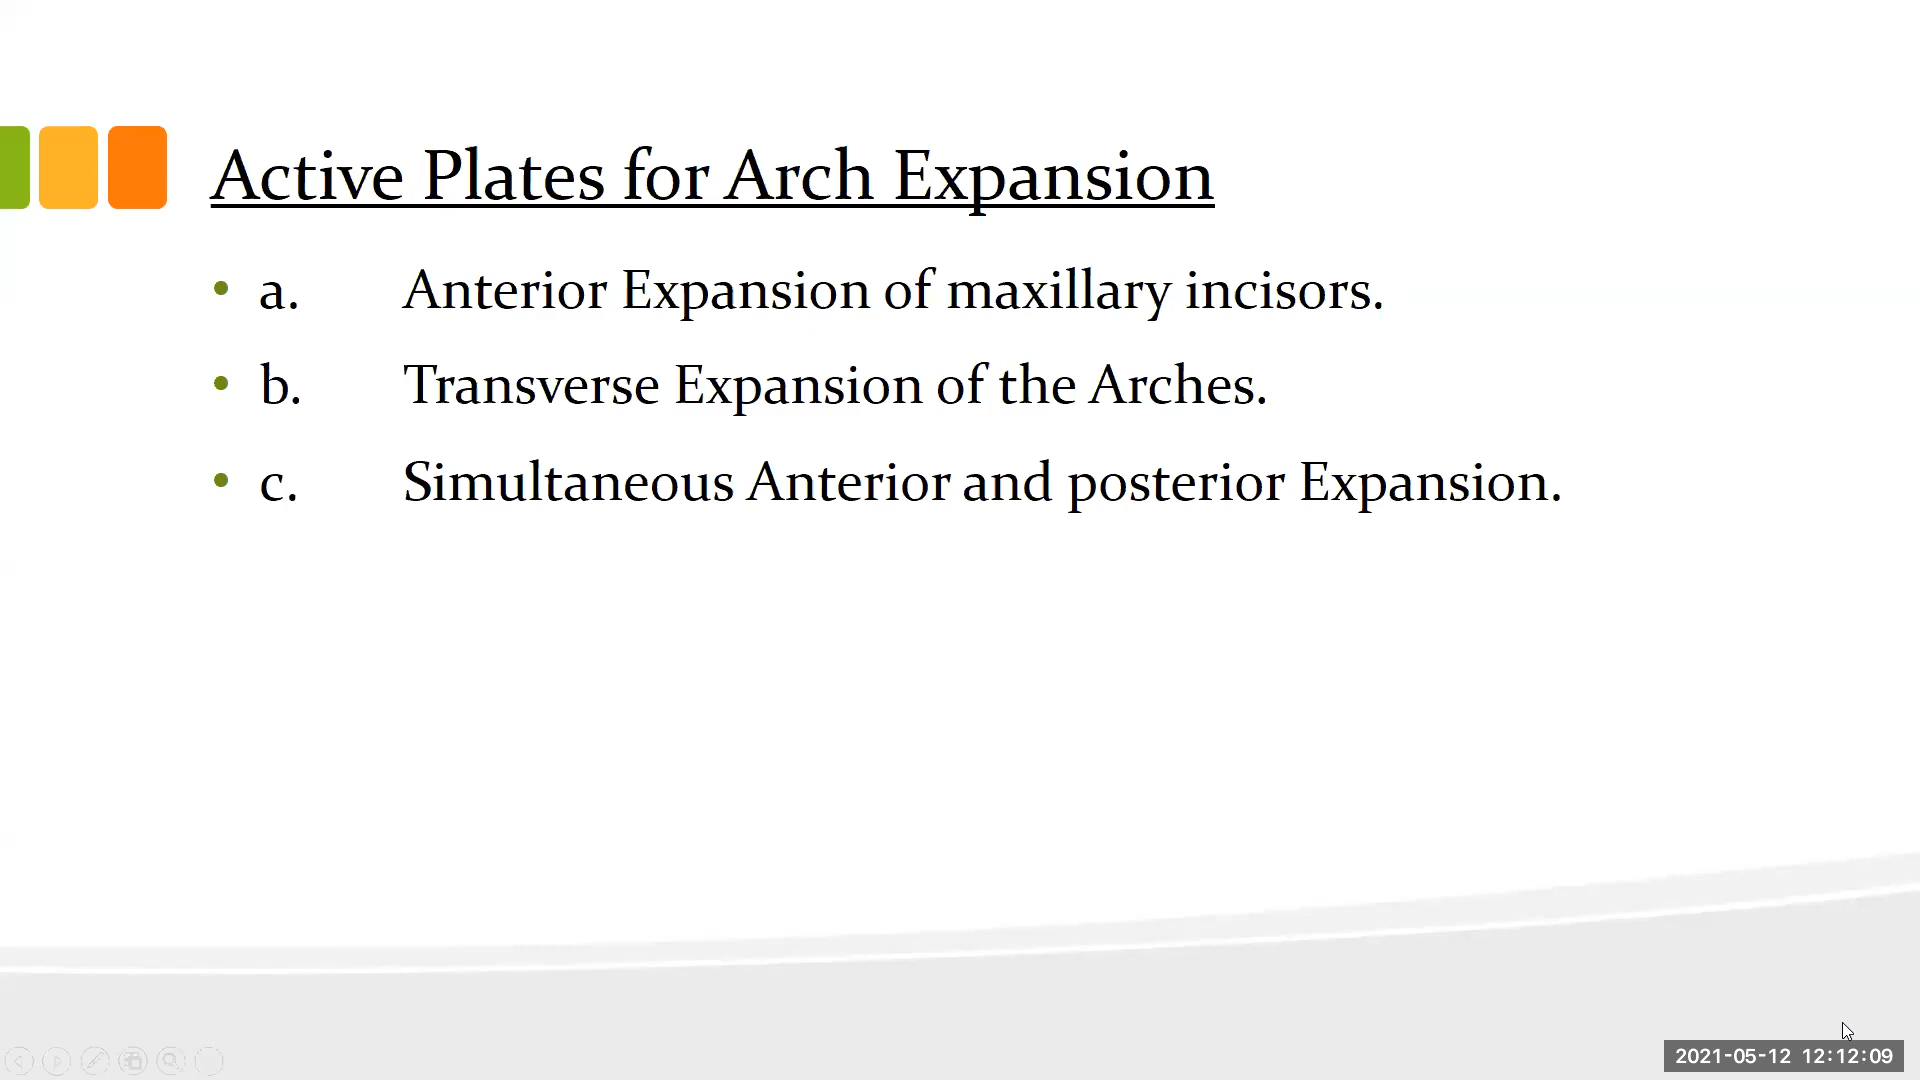 Active Plates for Arch Expansion
• a. Anterior Expansion of maxillary incisors.
• b. Transverse Expansion of the Arches.
• c. Simultaneous Anterior and posterior Expansion.
2021-05-12 12:12:09